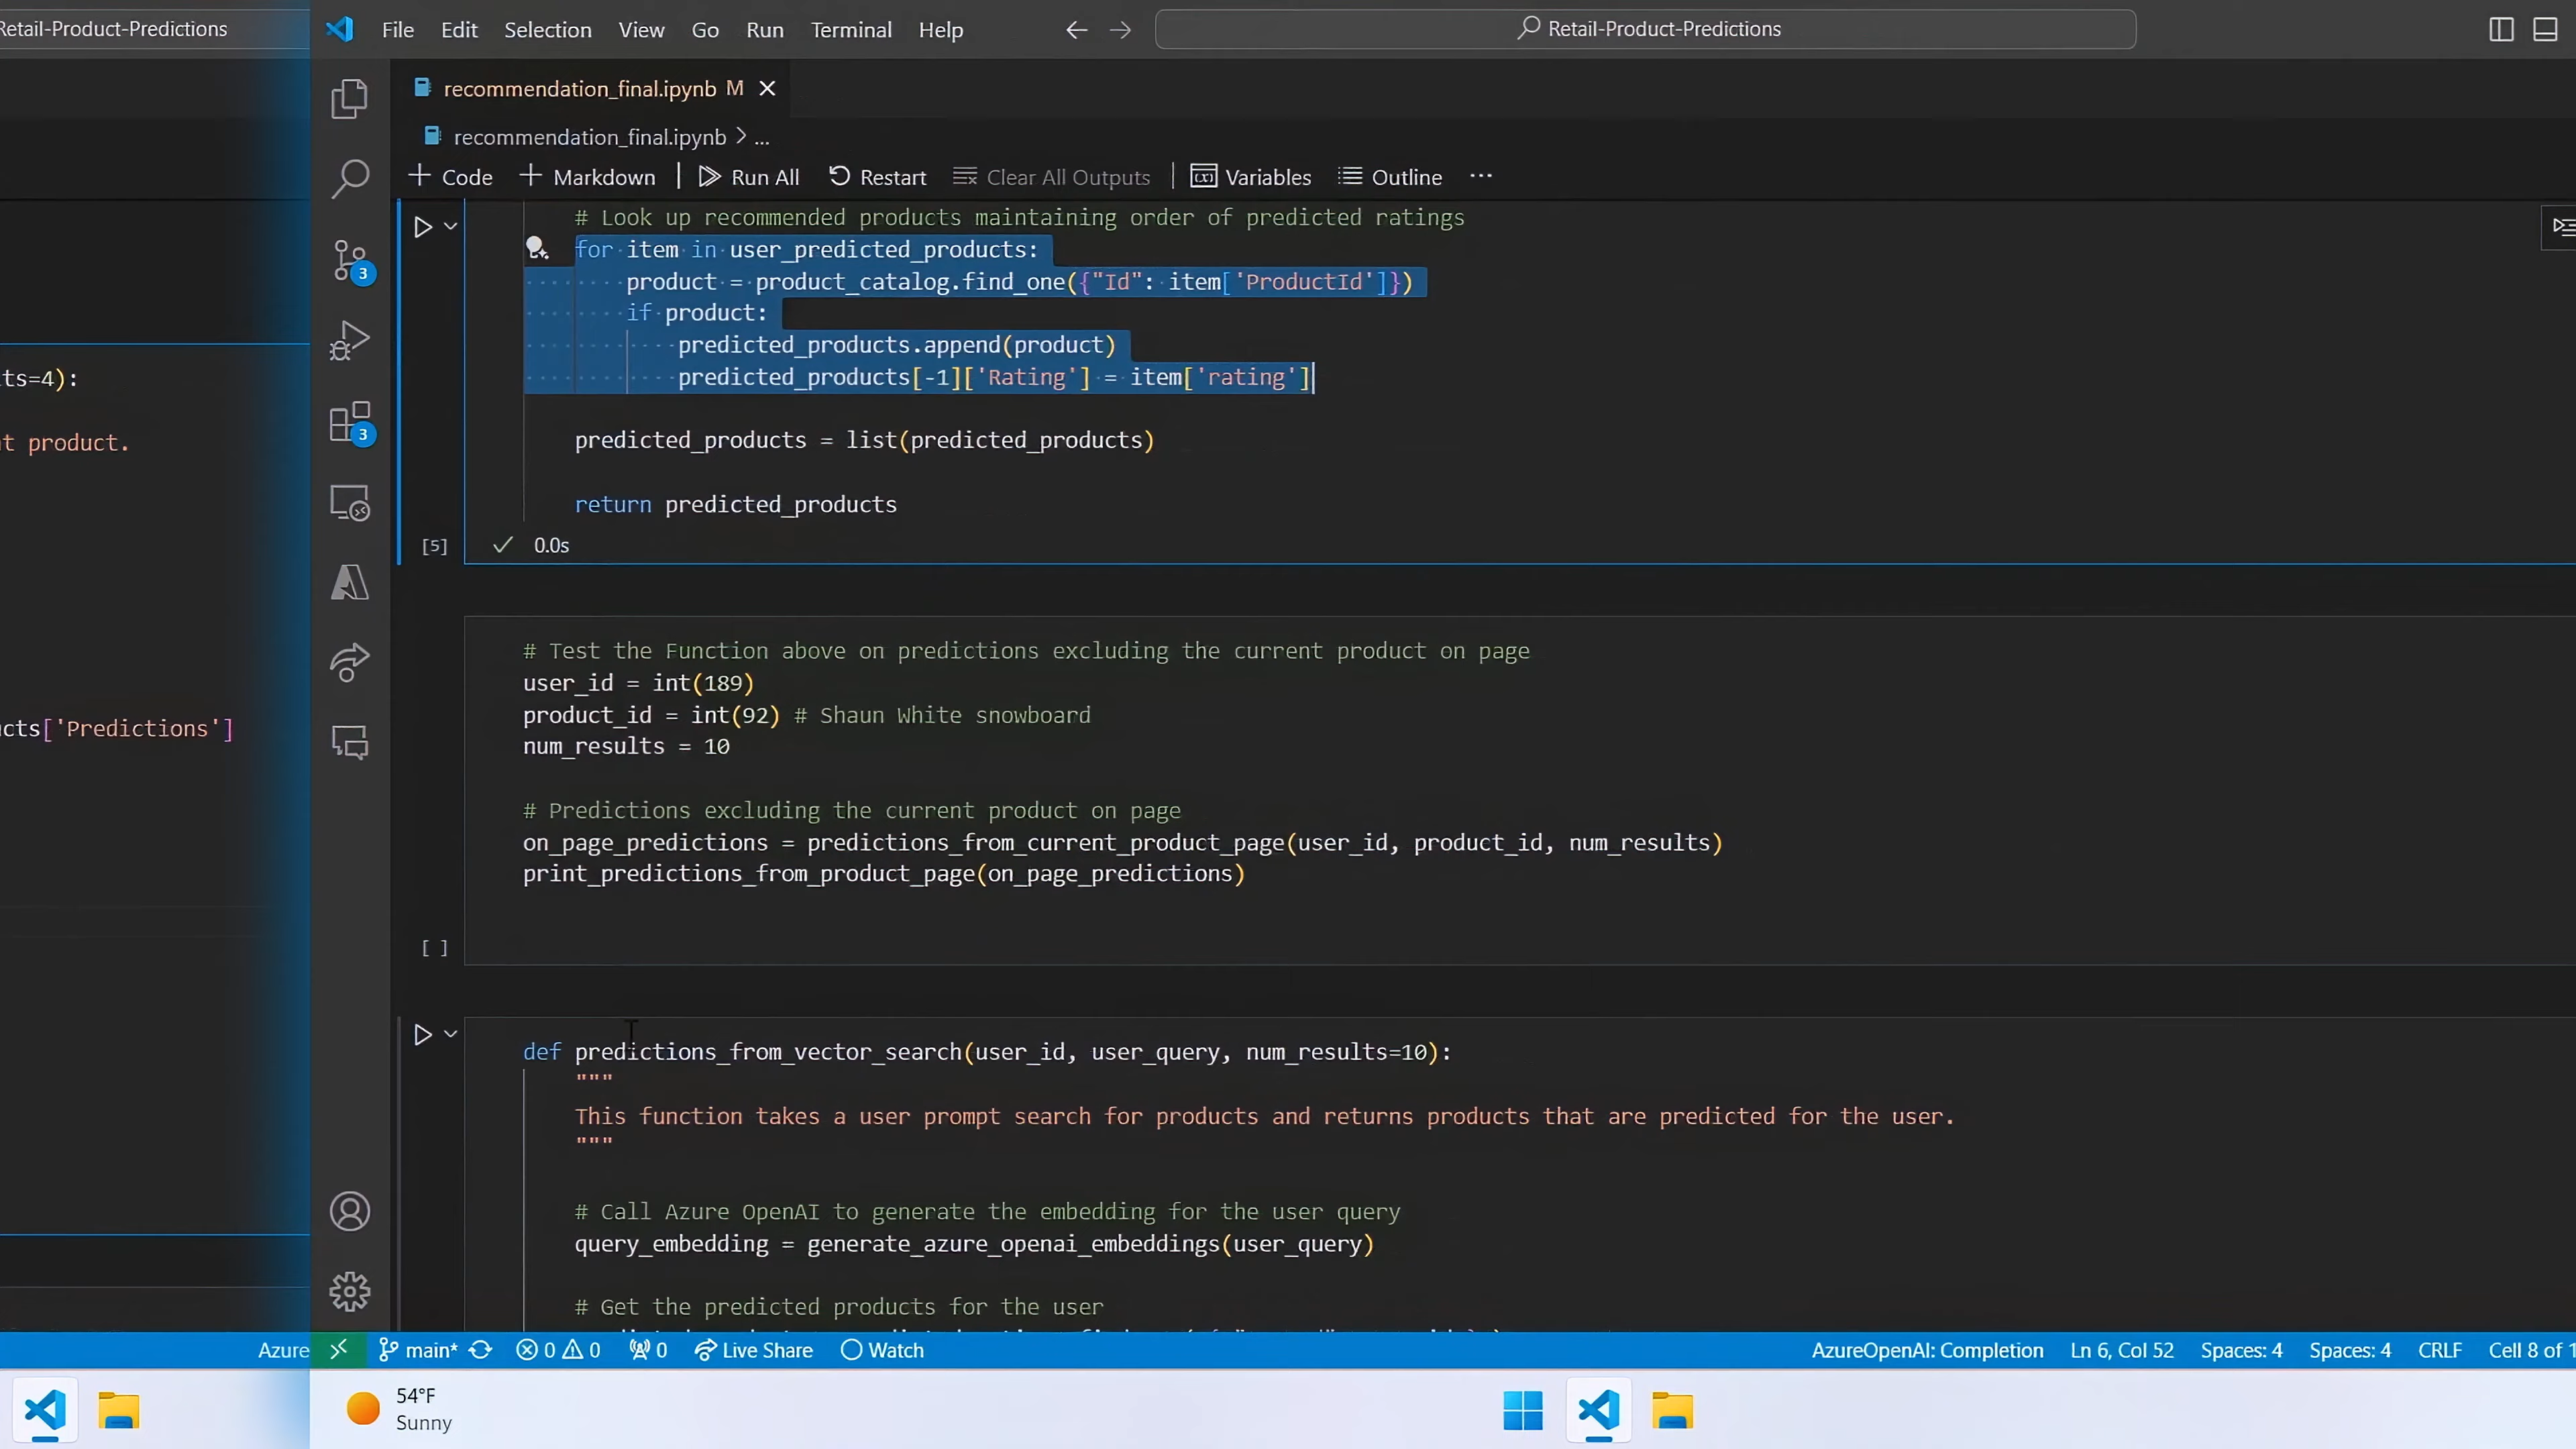 Retail-Product-Predictions
ts=4):
t product.
cts['Predictions']
Azure
File Edit Selection View Go Run Terminal Help
Retail-Product-Predictions
recommendation_final.ipynb M
recommendation_final.ipynb > ...
+ Code + Markdown Run All Restart Clear All Outputs Variables Outline ...
# Look up recommended products maintaining order of predicted ratings
for item in user_predicted_products:
product = product_catalog.find_one({"Id": item['ProductId']})
if product:
predicted_products.append(product)
predicted_products[-1]['Rating'] = item['rating']
predicted_products = list(predicted_products)
return predicted_products
[5] 0.0s
# Test the Function above on predictions excluding the current product on page
user_id = int(189)
product_id = int(92) # Shaun White snowboard
num_results = 10
# Predictions excluding the current product on page
on_page_predictions = predictions_from_current_product_page(user_id, product_id, num_results)
print_predictions_from_product_page(on_page_predictions)
[ ]
def predictions_from_vector_search(user_id, user_query, num_results=10):
"""
This function takes a user prompt search for products and returns products that are predicted for the user.
"""
# Call Azure OpenAI to generate the embedding for the user query
query_embedding = generate_azure_openai_embeddings(user_query)
# Get the predicted products for the user
3
3
main* 0 0 0 Live Share Watch AzureOpenAI: Completion Ln 6, Col 52 Spaces: 4 Spaces: 4 CRLF Cell 8 of 1
54°F
Sunny